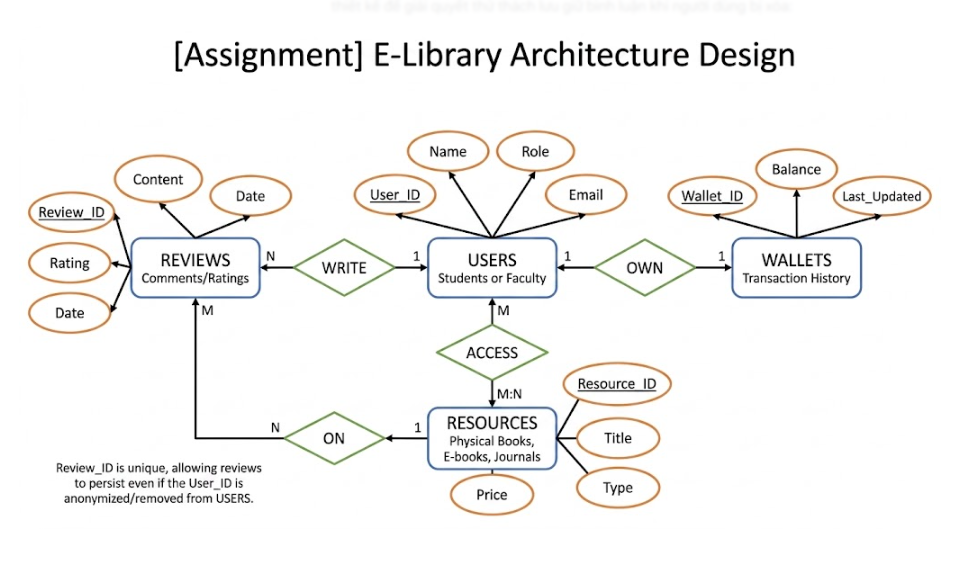 [Assignment] E-Library Architecture Design
Name
Role
Content
Date
User_ID
Email
Balance
Wallet_ID
Last_Updated
Review_ID
Rating
Date
REVIEWS
Comments/Ratings
N
WRITE
1
USERS
Students or Faculty
1
OWN
1
WALLETS
Transaction History
M
M
ACCESS
M:N
Resource_ID
RESOURCES
Physical Books,
E-books, Journals
N
ON
1
Title
Type
Price
Review_ID is unique, allowing reviews
to persist even if the User_ID is
anonymized/removed from USERS.